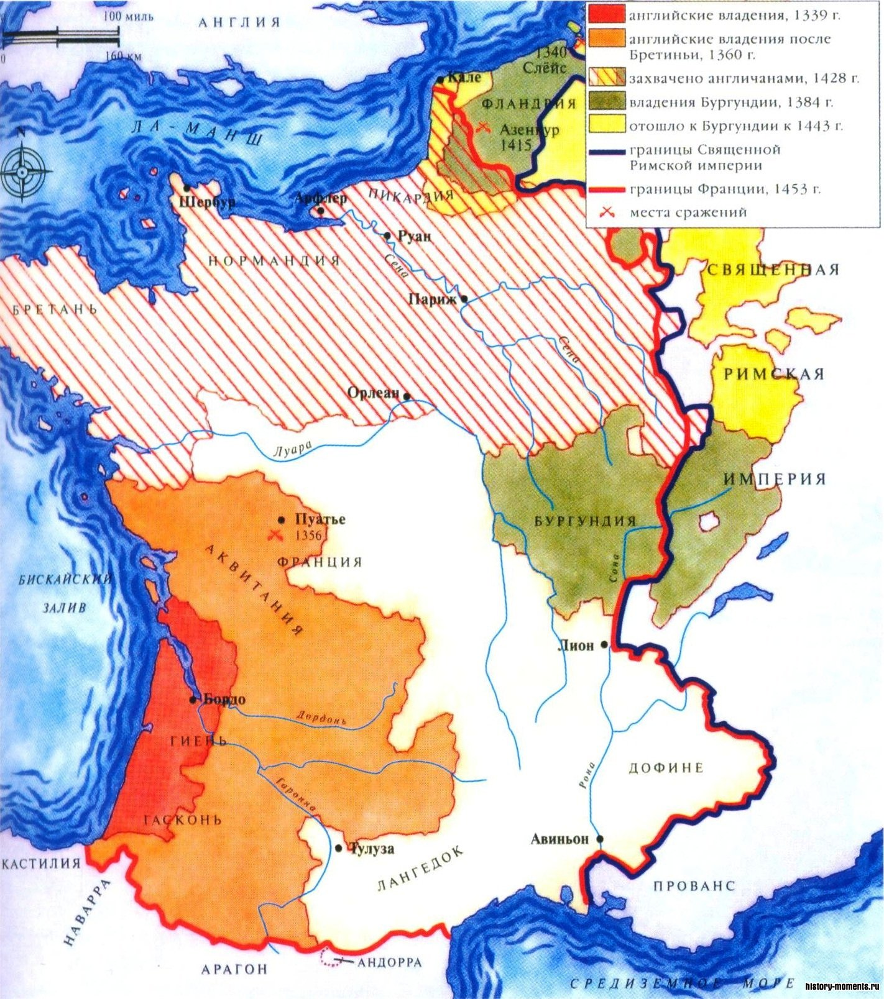 100 миль
0
160 км
АНГЛИЯ
английские владения, 1339 г.
английские владения после
Бретиньи, 1360 г.
захвачено англичанами, 1428 г.
владения Бургундии, 1384 г.
отошло к Бургундии к 1443 г.
границы Священной
Римской империи
границы Франции, 1453 г.
места сражений
1340
Слёйс
Кале
ФЛАНДРИЯ
Азенкур
1415
ЛА-МАНШ
N
Шербур
Арфлер
ПИКАРДИЯ
Руан
НОРМАНДИЯ
Сена
Париж
СВЯЩЕННАЯ
БРЕТАНЬ
Сена
РИМСКАЯ
Орлеан
Луара
ИМПЕРИЯ
Пуатье
1356
БУРГУНДИЯ
АКВИТАНИЯ
ФРАНЦИЯ
Сона
БИСКАЙСКИЙ
ЗАЛИВ
Лион
Бордо
Дордонь
ГИЕНЬ
Гаронна
Рона
ДОФИНЕ
ГАСКОНЬ
Тулуза
Авиньон
КАСТИЛИЯ
ЛАНГЕДОК
НАВАРРА
ПРОВАНС
АРАГОН
АНДОРРА
СРЕДИЗЕМНОЕ МОРЕ
history-moments.ru